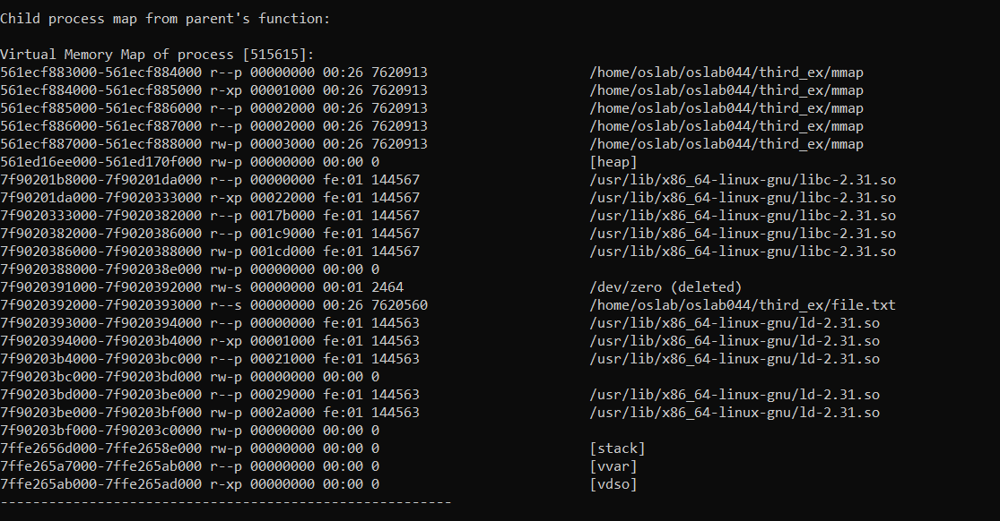 Child process map from parent's function:
Virtual Memory Map of process [515615]:
561ecf883000-561ecf884000 r--p 00000000 00:26 7620913 /home/oslab/oslab044/third_ex/mmap
561ecf884000-561ecf885000 r-xp 00001000 00:26 7620913 /home/oslab/oslab044/third_ex/mmap
561ecf885000-561ecf886000 r--p 00002000 00:26 7620913 /home/oslab/oslab044/third_ex/mmap
561ecf886000-561ecf887000 r--p 00002000 00:26 7620913 /home/oslab/oslab044/third_ex/mmap
561ecf887000-561ecf888000 rw-p 00003000 00:26 7620913 /home/oslab/oslab044/third_ex/mmap
561ed16ee000-561ed170f000 rw-p 00000000 00:00 0 [heap]
7f90201b8000-7f90201da000 r--p 00000000 fe:01 144567 /usr/lib/x86_64-linux-gnu/libc-2.31.so
7f90201da000-7f9020333000 r-xp 00022000 fe:01 144567 /usr/lib/x86_64-linux-gnu/libc-2.31.so
7f9020333000-7f9020382000 r--p 0017b000 fe:01 144567 /usr/lib/x86_64-linux-gnu/libc-2.31.so
7f9020382000-7f9020386000 r--p 001c9000 fe:01 144567 /usr/lib/x86_64-linux-gnu/libc-2.31.so
7f9020386000-7f9020388000 rw-p 001cd000 fe:01 144567 /usr/lib/x86_64-linux-gnu/libc-2.31.so
7f9020388000-7f902038e000 rw-p 00000000 00:00 0
7f9020391000-7f9020392000 rw-s 00000000 00:01 2464 /dev/zero (deleted)
7f9020392000-7f9020393000 r--s 00000000 00:26 7620560 /home/oslab/oslab044/third_ex/file.txt
7f9020393000-7f9020394000 r--p 00000000 fe:01 144563 /usr/lib/x86_64-linux-gnu/ld-2.31.so
7f9020394000-7f90203b4000 r-xp 00001000 fe:01 144563 /usr/lib/x86_64-linux-gnu/ld-2.31.so
7f90203b4000-7f90203bc000 r--p 00021000 fe:01 144563 /usr/lib/x86_64-linux-gnu/ld-2.31.so
7f90203bc000-7f90203bd000 rw-p 00000000 00:00 0
7f90203bd000-7f90203be000 r--p 00029000 fe:01 144563 /usr/lib/x86_64-linux-gnu/ld-2.31.so
7f90203be000-7f90203bf000 rw-p 0002a000 fe:01 144563 /usr/lib/x86_64-linux-gnu/ld-2.31.so
7f90203bf000-7f90203c0000 rw-p 00000000 00:00 0
7ffe2656d000-7ffe2658e000 rw-p 00000000 00:00 0 [stack]
7ffe265a7000-7ffe265ab000 r--p 00000000 00:00 0 [vvar]
7ffe265ab000-7ffe265ad000 r-xp 00000000 00:00 0 [vdso]
--------------------------------------------------------